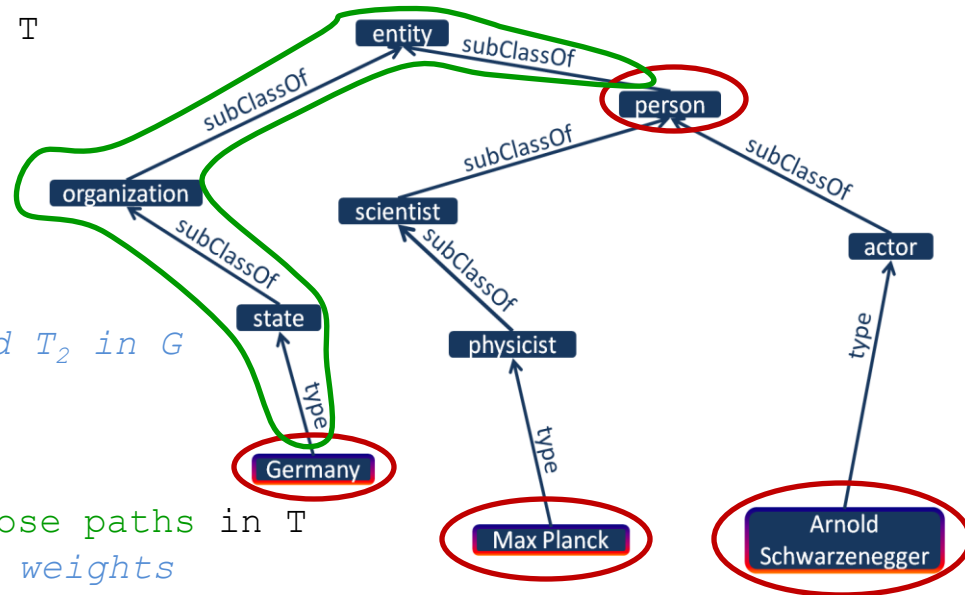 T
entity
subClassOf
subClassOf
person
subClassOf
subClassOf
organization
scientist
actor
subClassOf
subClassOf
state
d T₂ in G
physicist
type
type
type
Germany
ose paths in T
Max Planck
Arnold
Schwarzenegger
weights